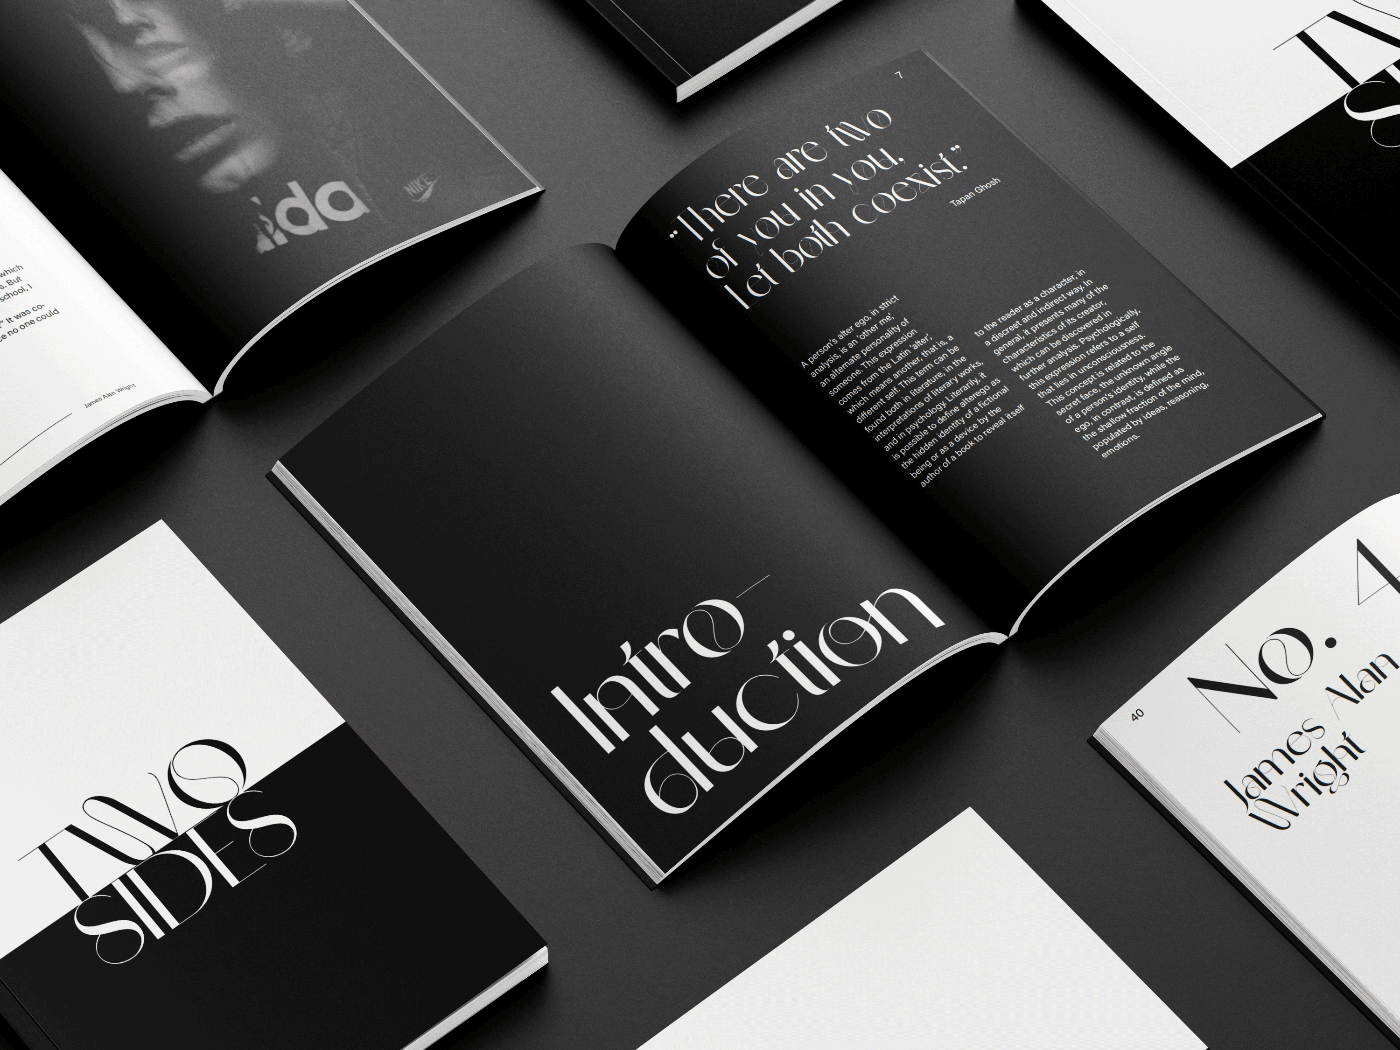 which
But
school, I
It was co-
no one could
James Alan Wright
ida
NIKE
7
“There are two
of you in you.
Let both coexist.”
Tapan Ghosh
A person's alter ego, in strict
analysis, is an 'other me',
an alternate personality of
someone. This expression
comes from the Latin 'alter',
which means another, that is, a
different self. This term can be
found both in literature, in the
interpretations of literary works,
and in psychology. Literarily, it
is possible to define alterego as
the hidden identity of a fictional
being or as a device by the
author of a book to reveal itself
to the reader as a character, in
a discreet and indirect way. In
general, it presents many of the
characteristics of its creator,
which can be discovered in
further analysis. Psychologically,
this expression refers to a self
that lies in unconsciousness.
This concept is related to the
secret face, the unknown angle
of a person's identity, while the
ego, in contrast, is defined as
the shallow fraction of the mind,
populated by ideas, reasoning,
emotions.
Intro
duction
TWO
SIDES
40
No. 4
James Alan
Wright